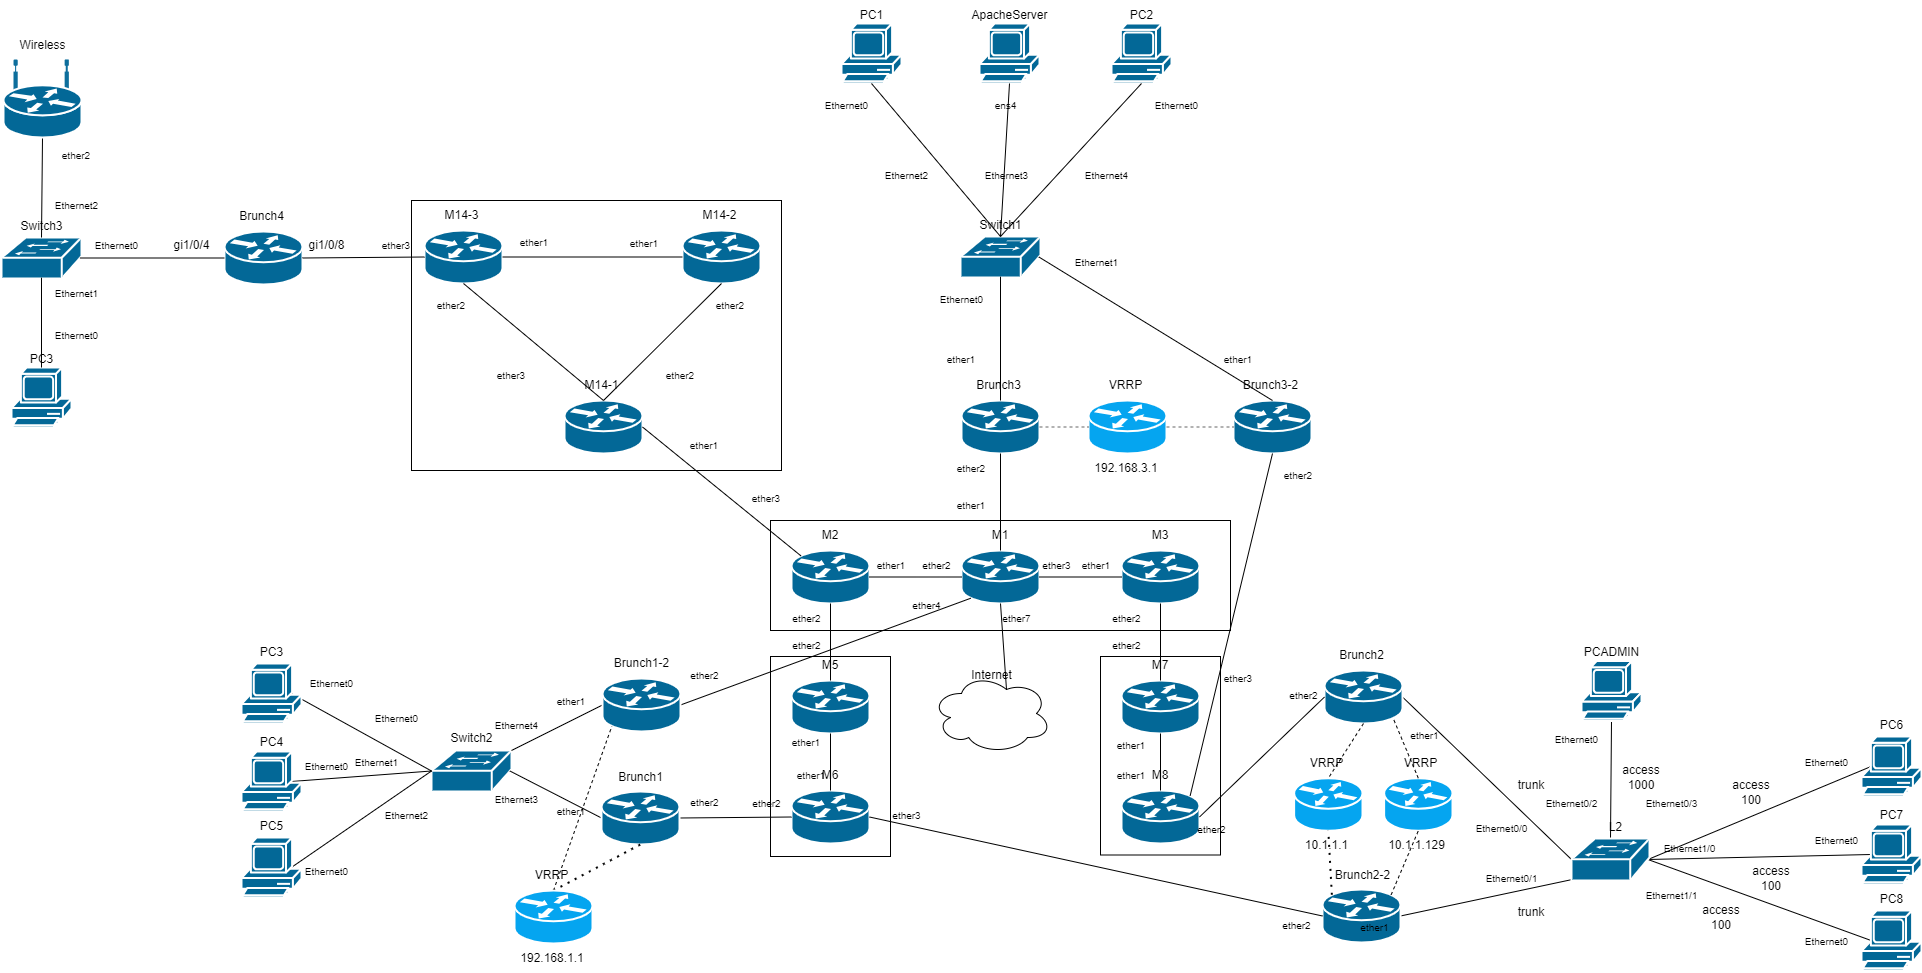 PC1
ApacheServer
PC2
Wireless
Ethernet0
ens4
Ethernet0
ether2
Ethernet2
Ethernet3
Ethernet4
Ethernet2
Switch3
Brunch4
M14-3
M14-2
Switch1
Ethernet0
gi1/0/4
gi1/0/8
ether3
ether1
ether1
Ethernet1
Ethernet1
ether2
ether2
Ethernet0
Ethernet0
PC3
ether3
ether2
M14-1
ether1
ether1
Brunch3
VRRP
Brunch3-2
ether1
ether2
192.168.3.1
ether2
ether3
ether1
M2
M1
M3
ether1
ether2
ether3
ether1
ether4
ether2
ether7
ether2
ether2
ether2
PC3
Brunch1-2
M5
Internet
M7
Brunch2
PCADMIN
Ethernet0
ether2
ether3
ether2
ether1
Ethernet0
Ethernet4
PC4
Switch2
ether1
ether1
ether1
Ethernet0
PC6
Ethernet0
Ethernet1
Brunch1
ether1
M6
ether1
M8
VRRP
VRRP
access
1000
Ethernet0
trunk
access
100
Ethernet3
ether1
ether2
ether2
ether3
ether2
Ethernet0/2
Ethernet0/3
PC5
Ethernet2
Ethernet0/0
L2
PC7
10.1.1.1
10.1.1.129
Ethernet1/0
Ethernet0
Ethernet0
VRRP
Brunch2-2
Ethernet0/1
access
100
Ethernet1/1
PC8
ether2
ether1
trunk
access
100
Ethernet0
192.168.1.1